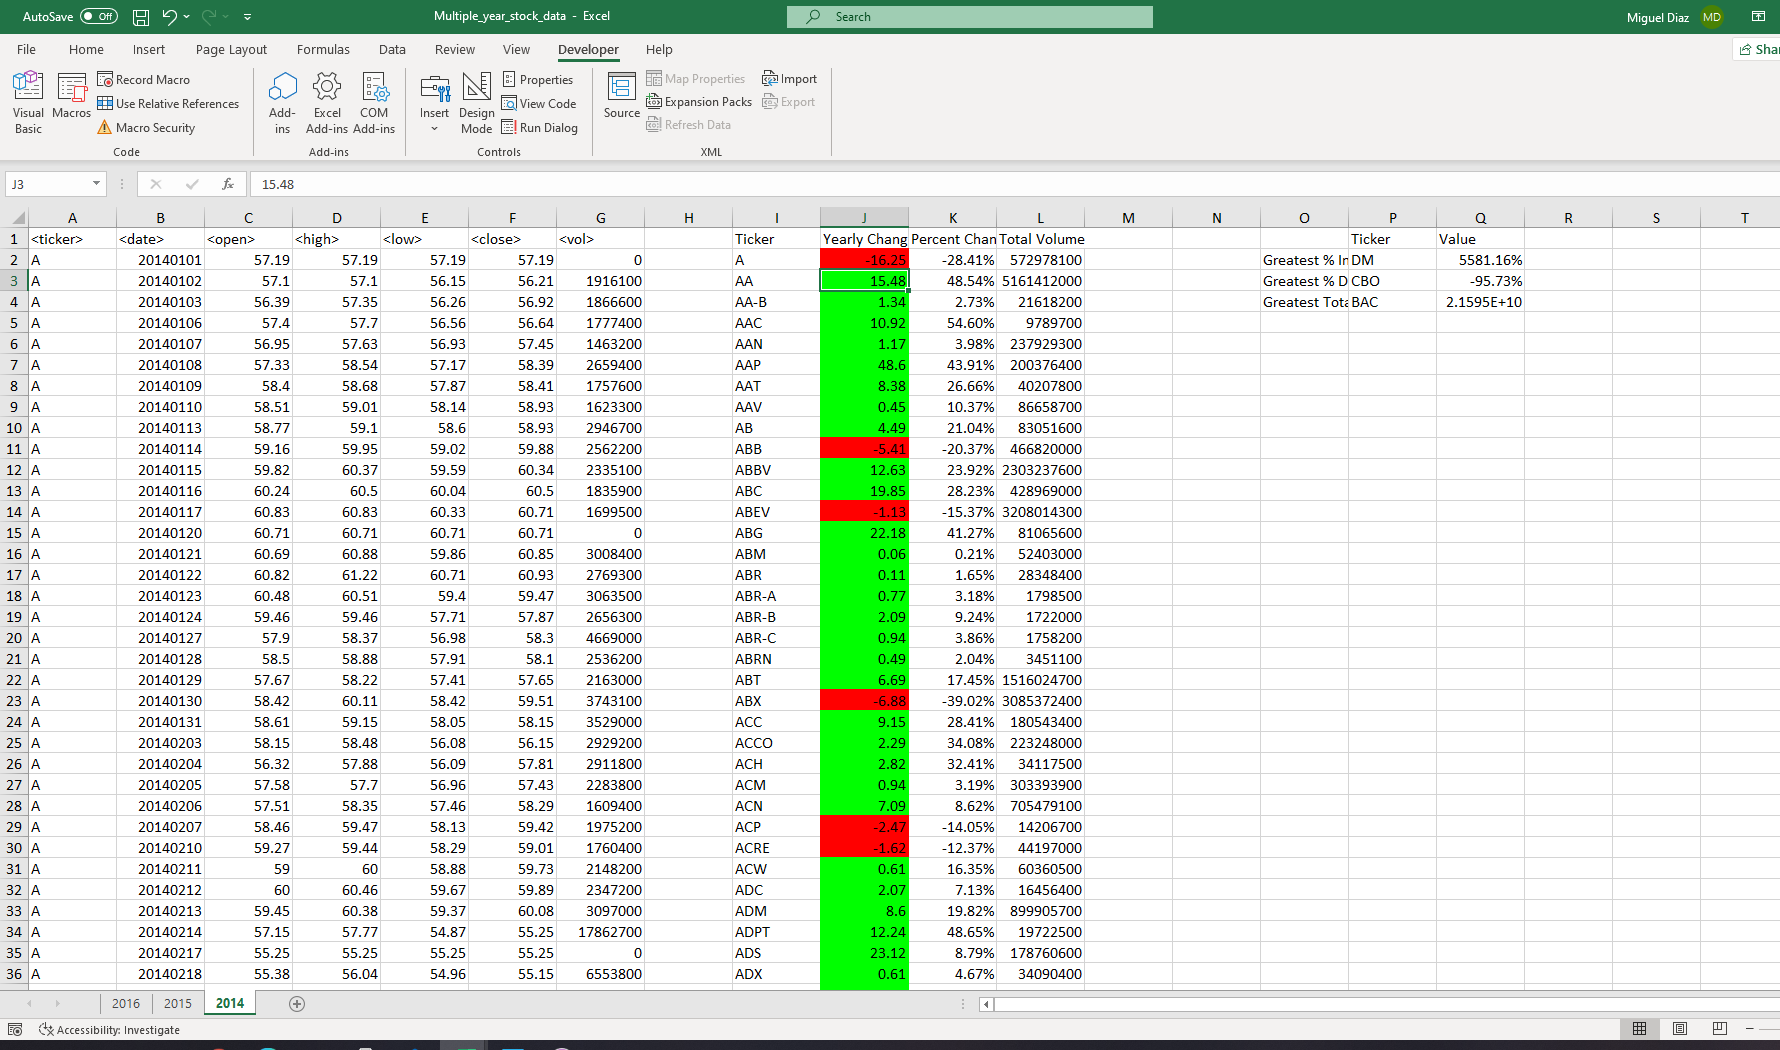 AutoSave Off Multiple_year_stock_data - Excel Search Miguel Diaz MD
File Home Insert Page Layout Formulas Data Review View Developer Help Shar
Visual Basic
Macros
Record Macro
Use Relative References
Macro Security
Code
Add-ins
Excel Add-ins
COM Add-ins
Add-ins
Insert
Design Mode
Properties
View Code
Run Dialog
Controls
Source
Map Properties
Expansion Packs
Refresh Data
Import
Export
XML
J3 fx 15.48
A B C D E F G H I J K L M N O P Q R S T
1 <ticker> <date> <open> <high> <low> <close> <vol> Ticker Yearly Chang Percent Chan Total Volume Ticker Value
2 A 20140101 57.19 57.19 57.19 57.19 0 A -16.25 -28.41% 572978100 Greatest % In DM 5581.16%
3 A 20140102 57.1 57.1 56.15 56.21 1916100 AA 15.48 48.54% 5161412000 Greatest % D CBO -95.73%
4 A 20140103 56.39 57.35 56.26 56.92 1866600 AA-B 1.34 2.73% 21618200 Greatest Tota BAC 2.1595E+10
5 A 20140106 57.4 57.7 56.56 56.64 1777400 AAC 10.92 54.60% 9789700
6 A 20140107 56.95 57.63 56.93 57.45 1463200 AAN 1.17 3.98% 237929300
7 A 20140108 57.33 58.54 57.17 58.39 2659400 AAP 48.6 43.91% 200376400
8 A 20140109 58.4 58.68 57.87 58.41 1757600 AAT 8.38 26.66% 40207800
9 A 20140110 58.51 59.01 58.14 58.93 1623300 AAV 0.45 10.37% 86658700
10 A 20140113 58.77 59.1 58.6 58.93 2946700 AB 4.49 21.04% 83051600
11 A 20140114 59.16 59.95 59.02 59.88 2562200 ABB -5.41 -20.37% 466820000
12 A 20140115 59.82 60.37 59.59 60.34 2335100 ABBV 12.63 23.92% 2303237600
13 A 20140116 60.24 60.5 60.04 60.5 1835900 ABC 19.85 28.23% 428969000
14 A 20140117 60.83 60.83 60.33 60.71 1699500 ABEV -1.13 -15.37% 3208014300
15 A 20140120 60.71 60.71 60.71 60.71 0 ABG 22.18 41.27% 81065600
16 A 20140121 60.69 60.88 59.86 60.85 3008400 ABM 0.06 0.21% 52403000
17 A 20140122 60.82 61.22 60.71 60.93 2769300 ABR 0.11 1.65% 28348400
18 A 20140123 60.48 60.51 59.4 59.47 3063500 ABR-A 0.77 3.18% 1798500
19 A 20140124 59.46 59.46 57.71 57.87 2656300 ABR-B 2.09 9.24% 1722000
20 A 20140127 57.9 58.37 56.98 58.3 4669000 ABR-C 0.94 3.86% 1758200
21 A 20140128 58.5 58.88 57.91 58.1 2536200 ABRN 0.49 2.04% 3451100
22 A 20140129 57.67 58.22 57.41 57.65 2163000 ABT 6.69 17.45% 1516024700
23 A 20140130 58.42 60.11 58.42 59.51 3743100 ABX -6.88 -39.02% 3085372400
24 A 20140131 58.61 59.15 58.05 58.15 3529000 ACC 9.15 28.41% 180543400
25 A 20140203 58.15 58.48 56.08 56.15 2929200 ACCO 2.29 34.08% 223248000
26 A 20140204 56.32 57.88 56.09 57.81 2911800 ACH 2.82 32.41% 34117500
27 A 20140205 57.58 57.7 56.96 57.43 2283800 ACM 0.94 3.19% 303393900
28 A 20140206 57.51 58.35 57.46 58.29 1609400 ACN 7.09 8.62% 705479100
29 A 20140207 58.46 59.47 58.13 59.42 1975200 ACP -2.47 -14.05% 14206700
30 A 20140210 59.27 59.44 58.29 59.01 1760400 ACRE -1.62 -12.37% 44197000
31 A 20140211 59 60 58.88 59.73 2148200 ACW 0.61 16.35% 60360500
32 A 20140212 60 60.46 59.67 59.89 2347200 ADC 2.07 7.13% 16456400
33 A 20140213 59.45 60.38 59.37 60.08 3097000 ADM 8.6 19.82% 899905700
34 A 20140214 57.15 57.77 54.87 55.25 17862700 ADPT 12.24 48.65% 19722500
35 A 20140217 55.25 55.25 55.25 55.25 0 ADS 23.12 8.79% 178760600
36 A 20140218 55.38 56.04 54.96 55.15 6553800 ADX 0.61 4.67% 34090400
2016 2015 2014
Accessibility: Investigate